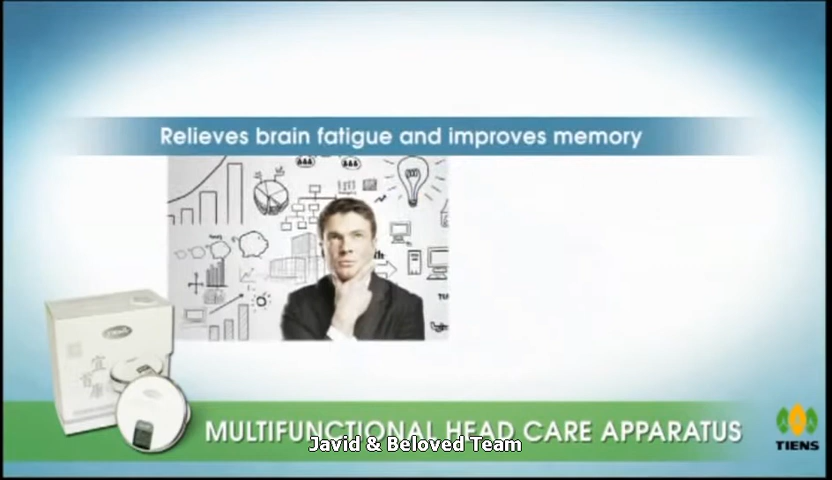 Relieves brain fatigue and improves memory
MULTIFUNCTIONAL HEAD CARE APPARATUS
Javid & Beloved Team
TIENS